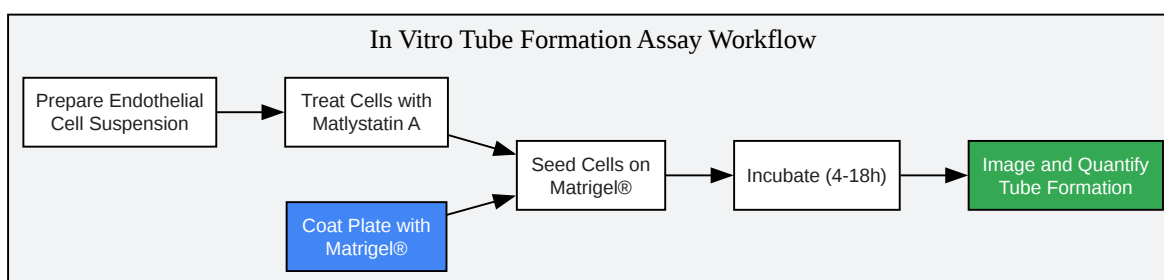 In Vitro Tube Formation Assay Workflow
Prepare Endothelial
Cell Suspension
Treat Cells with
Matlystatin A
Coat Plate with
Matrigel®
Seed Cells on
Matrigel®
Incubate (4-18h)
Image and Quantify
Tube Formation